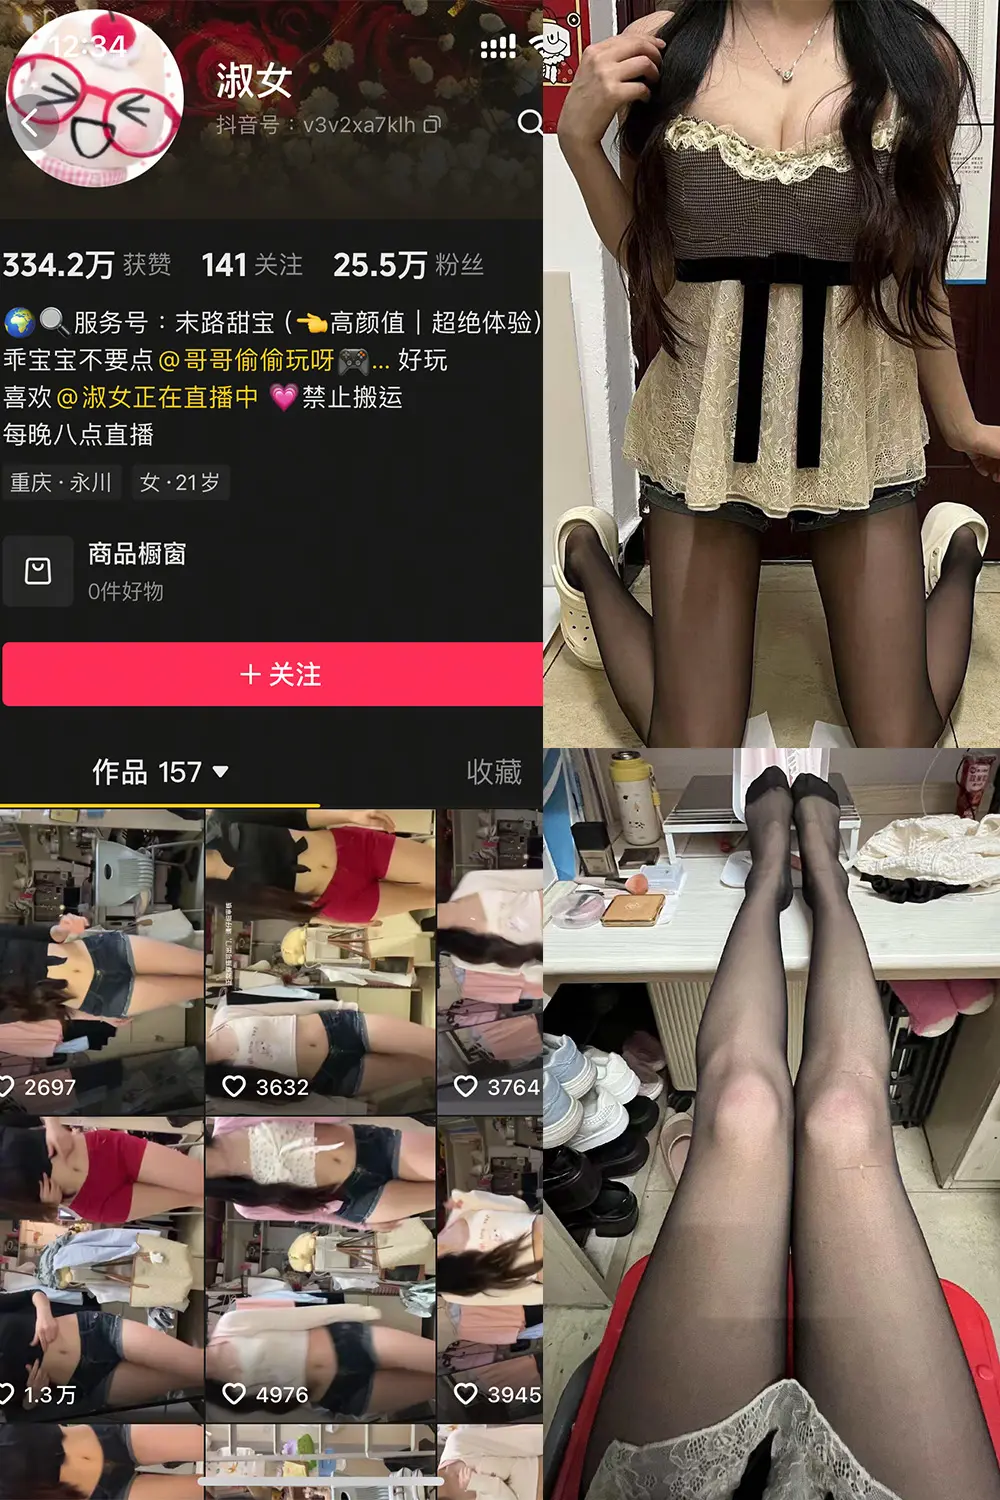 12:34
淑女
抖音号：v3v2xa7klh
334.2万 获赞 141 关注 25.5万 粉丝
🌍🔍服务号：末路甜宝 (👈高颜值｜超绝体验)
乖宝宝不要点@哥哥偷偷玩呀🎮... 好玩
喜欢@淑女正在直播中 💗禁止搬运
每晚八点直播
重庆·永川 女·21岁
商品橱窗
0件好物
+ 关注
作品 157 收藏
2697 3632 3764
1.3万 4976 3945